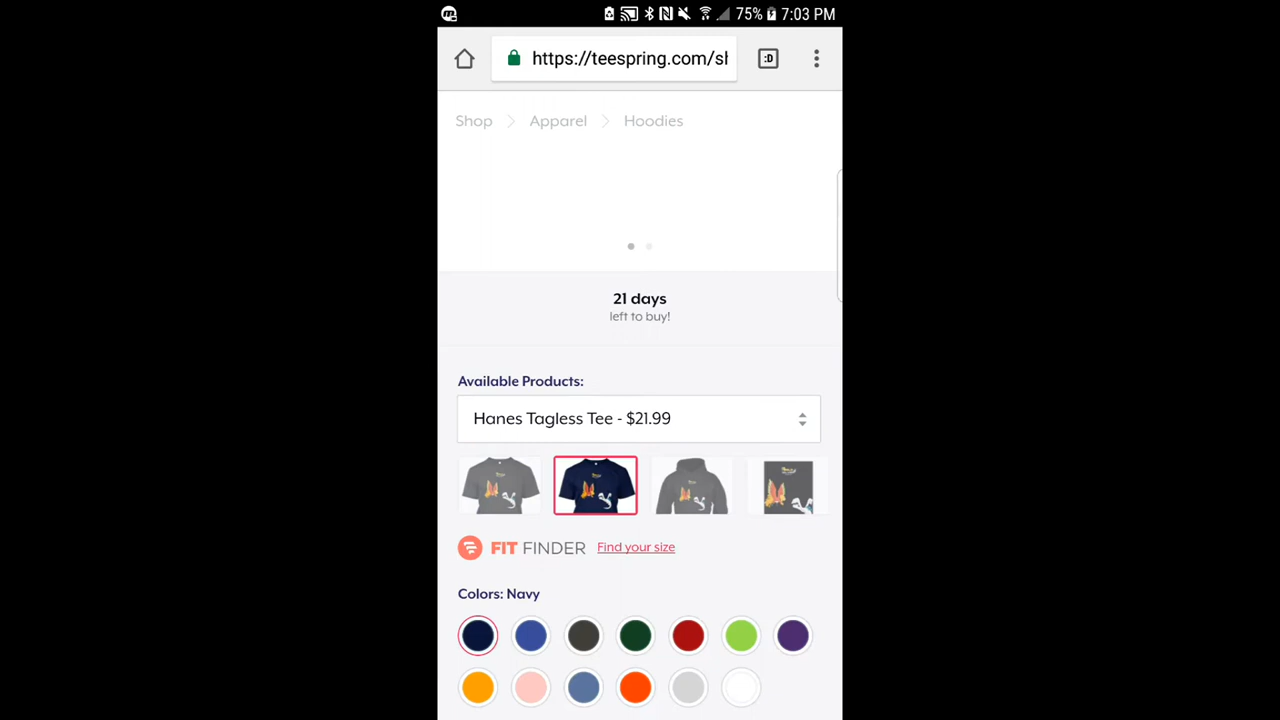 75% 7:03 PM
https://teespring.com/sl
:D
Shop Apparel Hoodies
21 days
left to buy!
Available Products:
Hanes Tagless Tee - $21.99
FIT FINDER Find your size
Colors: Navy